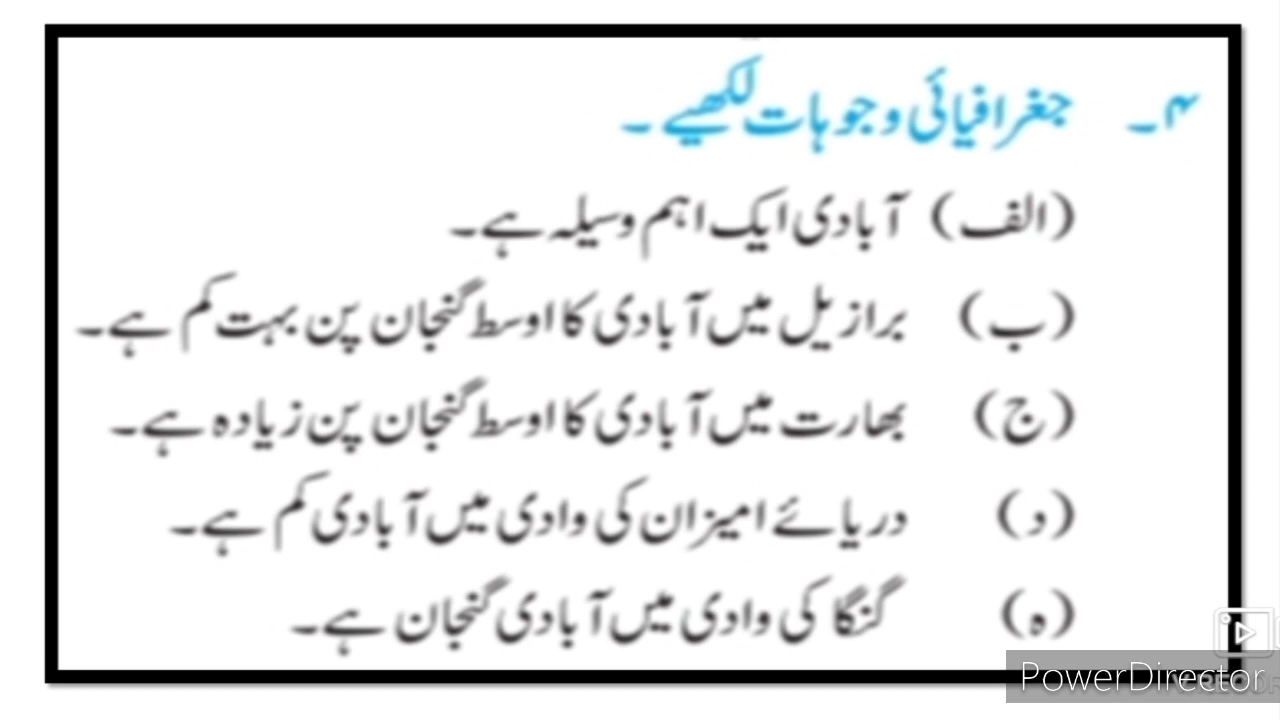 ۴۔ جغرافیائی وجوہات لکھیے۔
(الف) آبادی ایک اہم وسیلہ ہے۔
(ب) برازیل میں آبادی کا اوسط گنجان پن بہت کم ہے۔
(ج) بھارت میں آبادی کا اوسط گنجان پن زیادہ ہے۔
(د) دریائے امیزان کی وادی میں آبادی کم ہے۔
(ہ) گنگا کی وادی میں آبادی گنجان ہے۔
PowerDirector